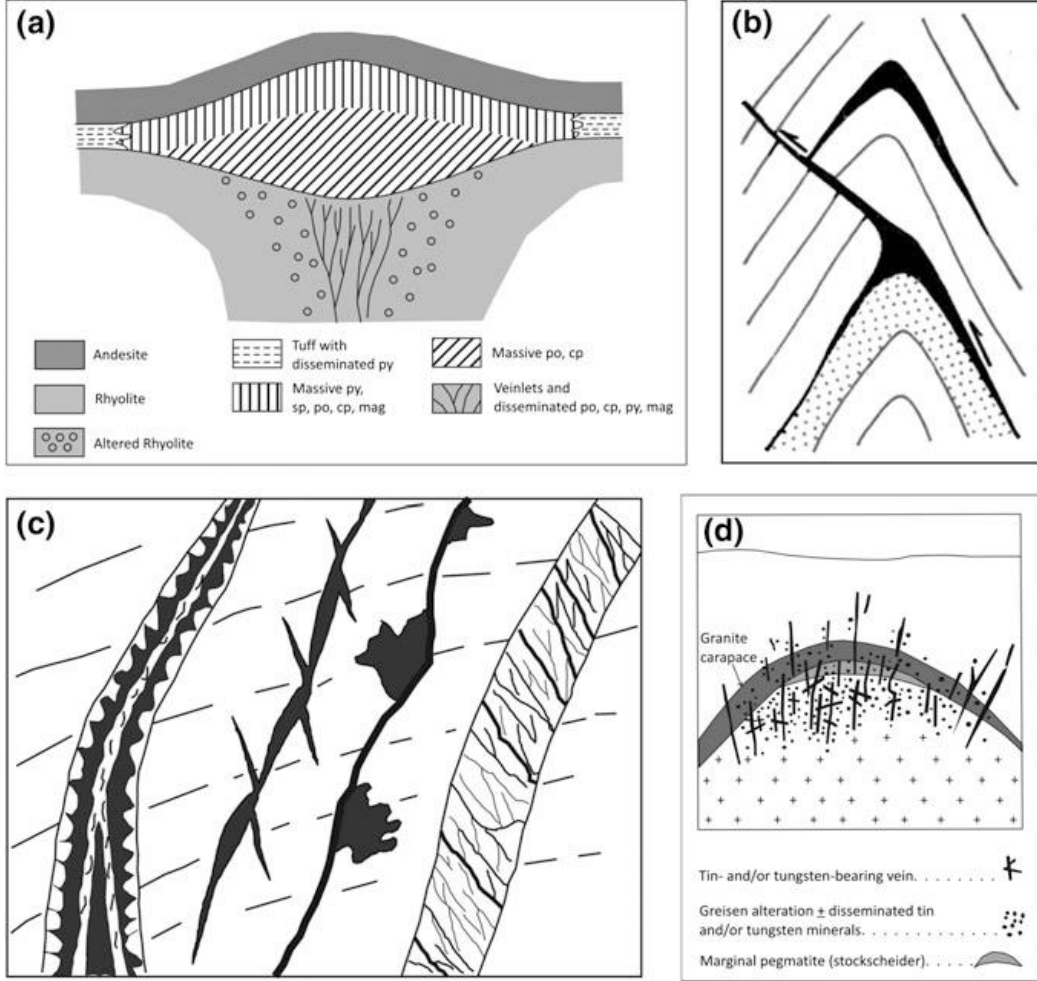 (a)
Andesite
Rhyolite
Altered Rhyolite
Tuff with
disseminated py
Massive py,
sp, po, cp, mag
Massive po, cp
Veinlets and
disseminated po, cp, py, mag
(b)
(c)
(d)
Granite
carapace
Tin- and/or tungsten-bearing vein. . . . . . . .
Greisen alteration ± disseminated tin
and/or tungsten minerals. . . . . . . . . . . . .
Marginal pegmatite (stockscheider). . . . .